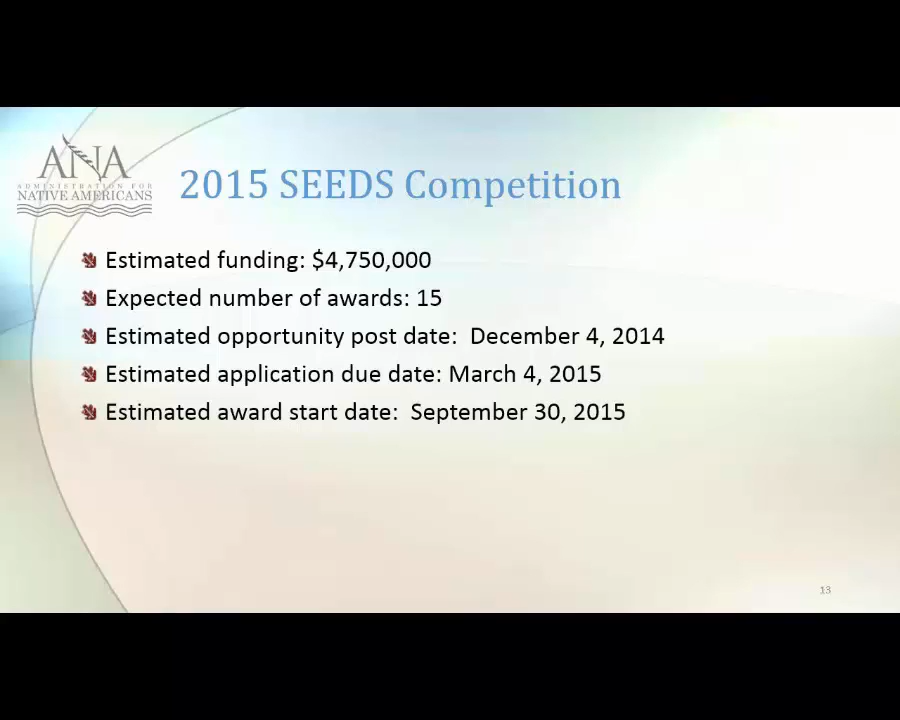 ANA
ADMINISTRATION FOR
NATIVE AMERICANS
2015 SEEDS Competition
Estimated funding: $4,750,000
Expected number of awards: 15
Estimated opportunity post date:  December 4, 2014
Estimated application due date: March 4, 2015
Estimated award start date:  September 30, 2015
13